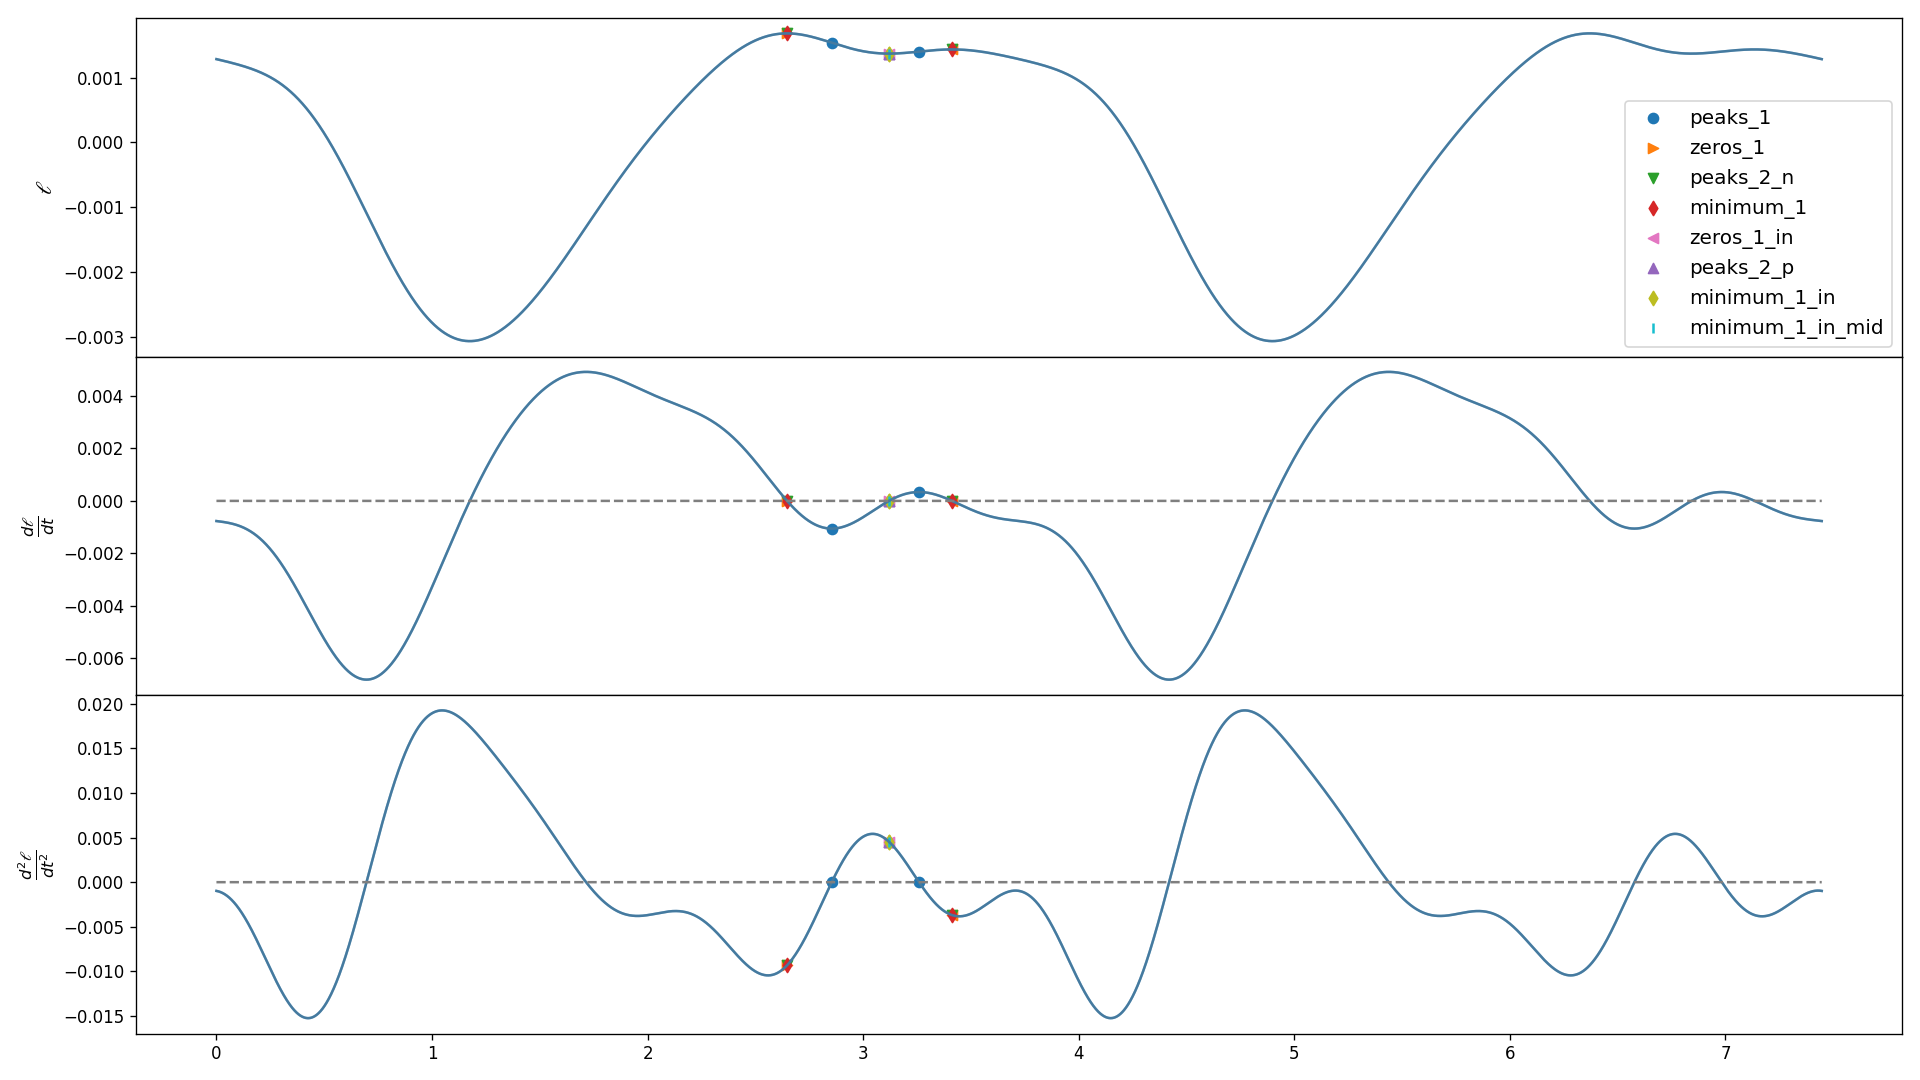 0.001
0.000
−0.001
−0.002
−0.003
ℓ
peaks_1
zeros_1
peaks_2_n
minimum_1
zeros_1_in
peaks_2_p
minimum_1_in
minimum_1_in_mid
0.004
0.002
0.000
−0.002
−0.004
−0.006
dℓ
dt
0.020
0.015
0.010
0.005
0.000
−0.005
−0.010
−0.015
d²ℓ
dt²
0 1 2 3 4 5 6 7